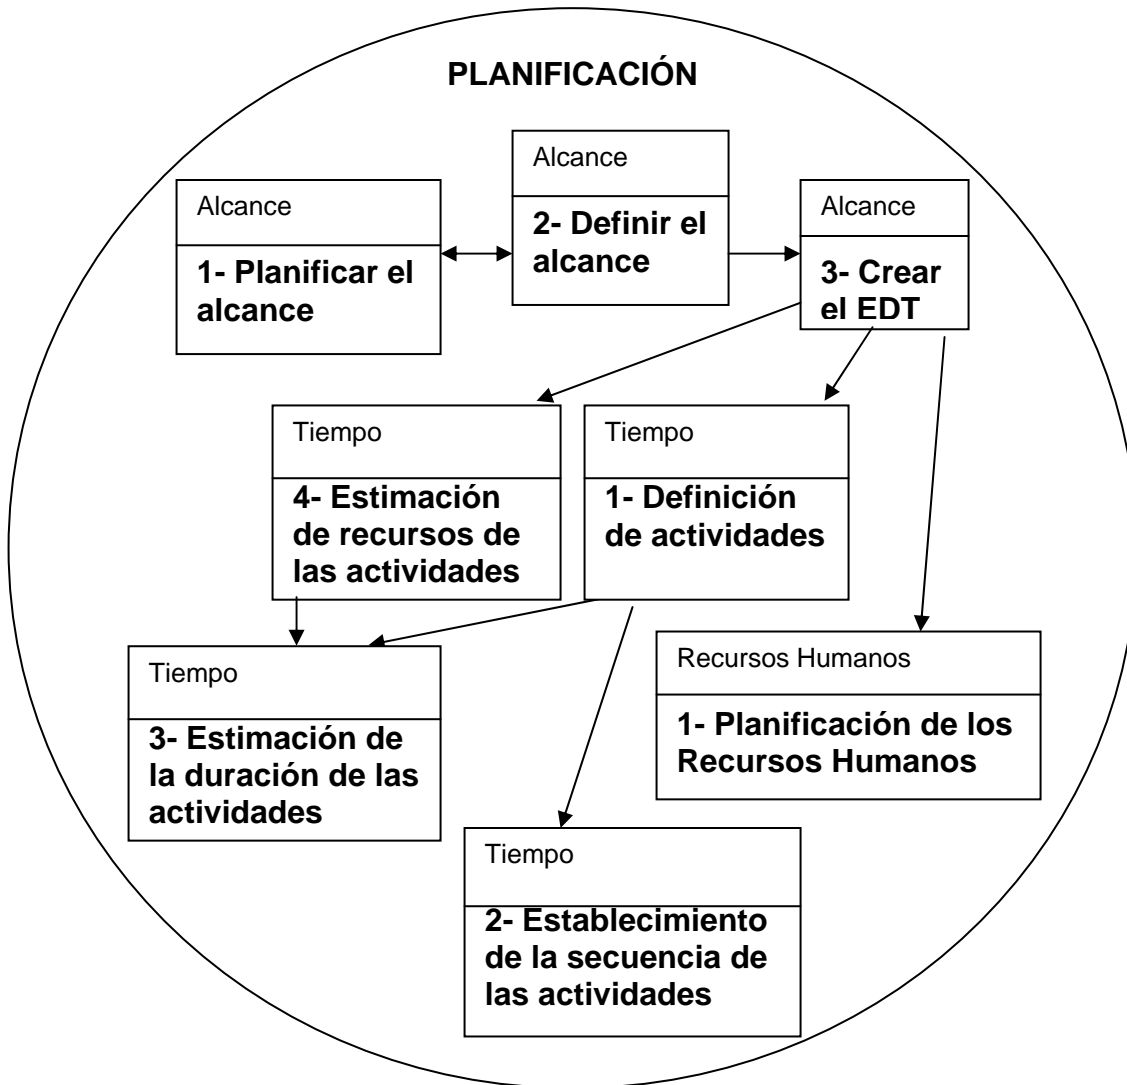 PLANIFICACIÓN
Alcance
1- Planificar el
alcance
Alcance
2- Definir el
alcance
Alcance
3- Crear
el EDT
Tiempo
4- Estimación
de recursos de
las actividades
Tiempo
1- Definición
de actividades
Tiempo
3- Estimación de
la duración de las
actividades
Recursos Humanos
1- Planificación de los
Recursos Humanos
Tiempo
2- Establecimiento
de la secuencia de
las actividades